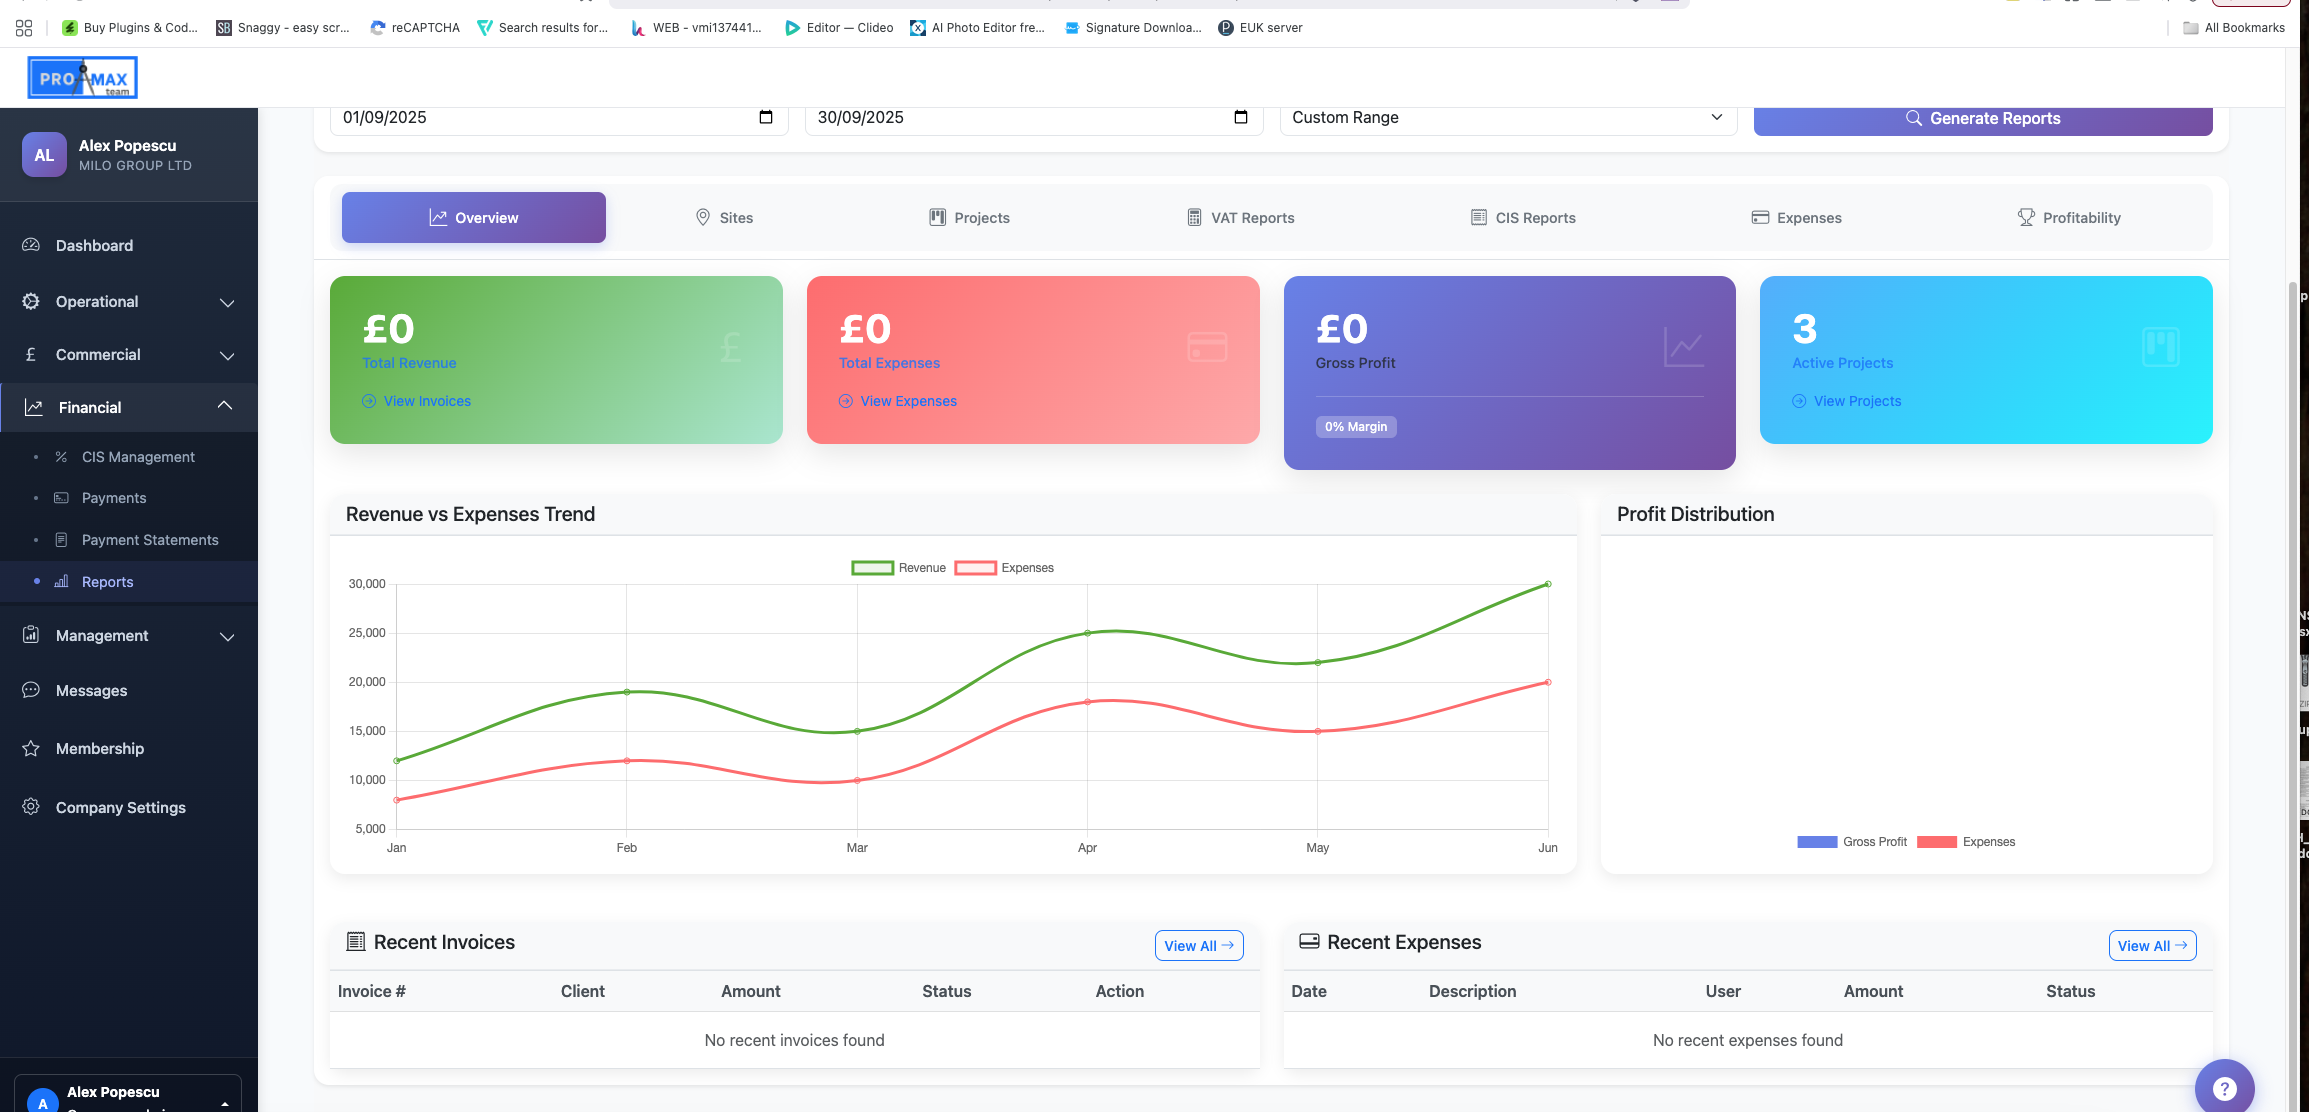 Buy Plugins & Cod...
SB Snaggy - easy scr...
reCAPTCHA
Search results for...
WEB - vmi137441...
Editor — Clideo
AI Photo Editor fre...
Signature Downloa...
P EUK server
All Bookmarks
PRO MAX
team
01/09/2025
30/09/2025
Custom Range
Generate Reports
AL
Alex Popescu
MILO GROUP LTD
Dashboard
Operational
£ Commercial
Financial
% CIS Management
Payments
Payment Statements
Reports
Management
Messages
Membership
Company Settings
A
Alex Popescu
Overview
Sites
Projects
VAT Reports
CIS Reports
Expenses
Profitability
£0
Total Revenue
View Invoices
£
£0
Total Expenses
View Expenses
£0
Gross Profit
0% Margin
3
Active Projects
View Projects
Revenue vs Expenses Trend
Revenue
Expenses
30,000
25,000
20,000
15,000
10,000
5,000
Jan
Feb
Mar
Apr
May
Jun
Profit Distribution
Gross Profit
Expenses
Recent Invoices
View All →
Invoice #
Client
Amount
Status
Action
No recent invoices found
Recent Expenses
View All →
Date
Description
User
Amount
Status
No recent expenses found
?